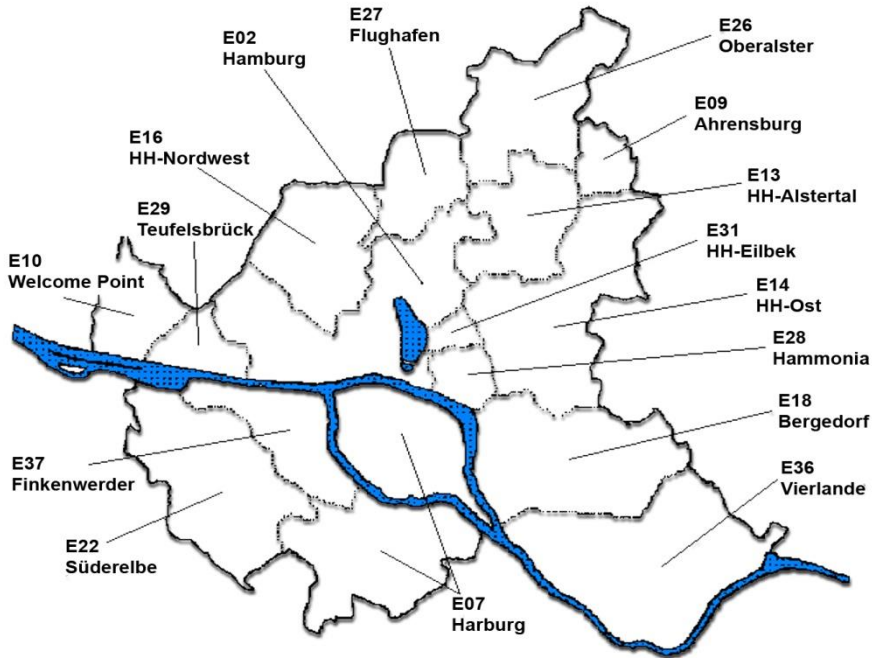 E27
Flughafen
E02
Hamburg
E26
Oberalster
E09
Ahrensburg
E16
HH-Nordwest
E13
HH-Alstertal
E29
Teufelsbrück
E31
HH-Eilbek
E10
Welcome Point
E14
HH-Ost
E28
Hammonia
E18
Bergedorf
E37
Finkenwerder
E36
Vierlande
E22
Süderelbe
E07
Harburg